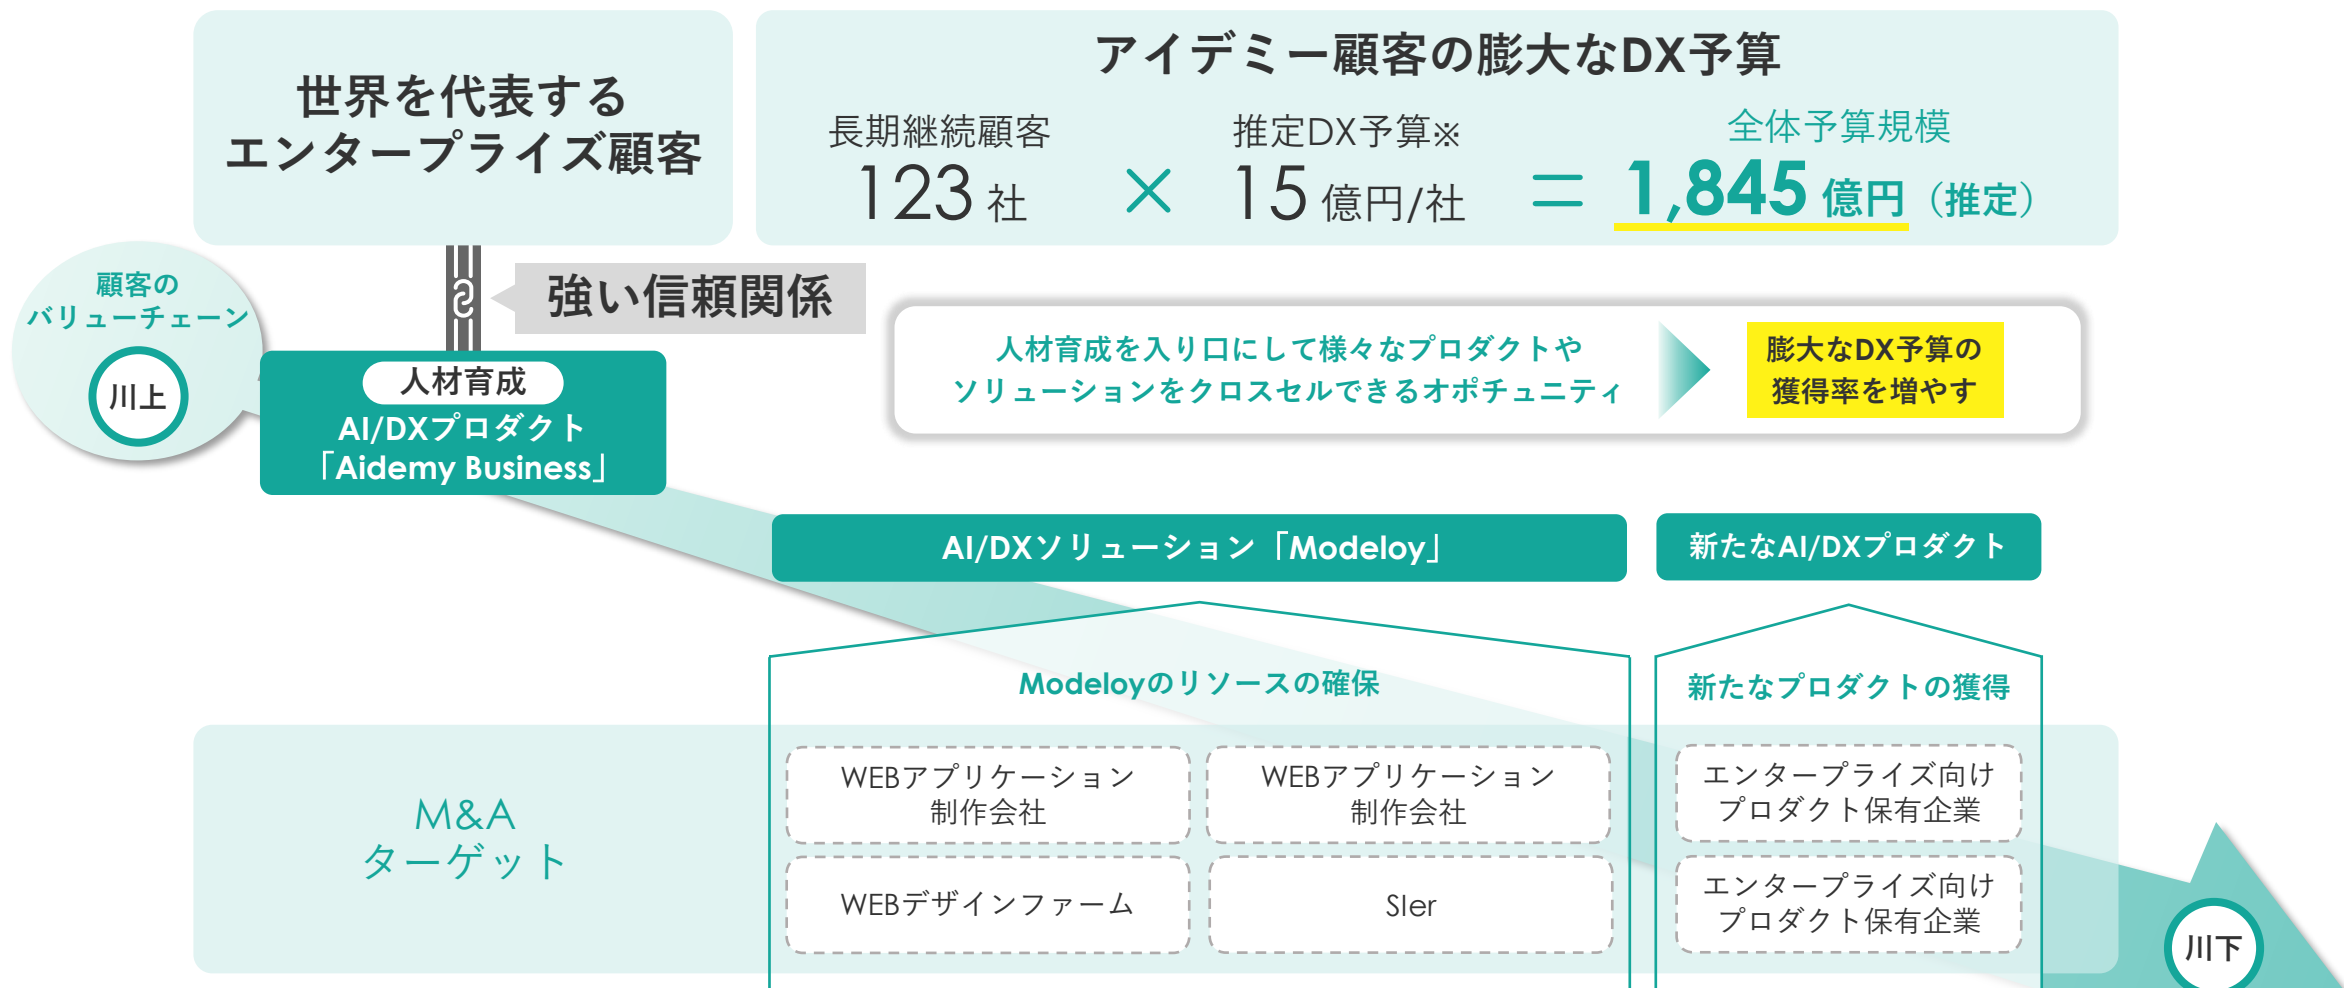 世界を代表する
エンタープライズ顧客
アイデミー顧客の膨大なDX予算
長期継続顧客
123 社
×
推定DX予算※
15 億円/社
＝
全体予算規模
1,845 億円（推定）
顧客の
バリューチェーン
川上
強い信頼関係
人材育成
AI/DXプロダクト
「Aidemy Business」
人材育成を入り口にして様々なプロダクトや
ソリューションをクロスセルできるオポチュニティ
膨大なDX予算の
獲得率を増やす
AI/DXソリューション「Modeloy」
新たなAI/DXプロダクト
Modeloyのリソースの確保
新たなプロダクトの獲得
M&A
ターゲット
WEBアプリケーション
制作会社
WEBアプリケーション
制作会社
エンタープライズ向け
プロダクト保有企業
WEBデザインファーム
SIer
エンタープライズ向け
プロダクト保有企業
川下